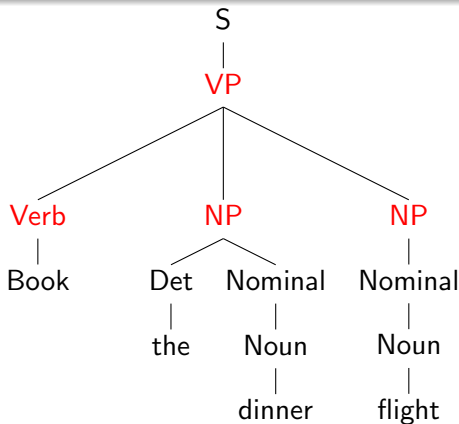 S
VP
Verb NP NP
Book Det Nominal Nominal
the Noun Noun
dinner flight